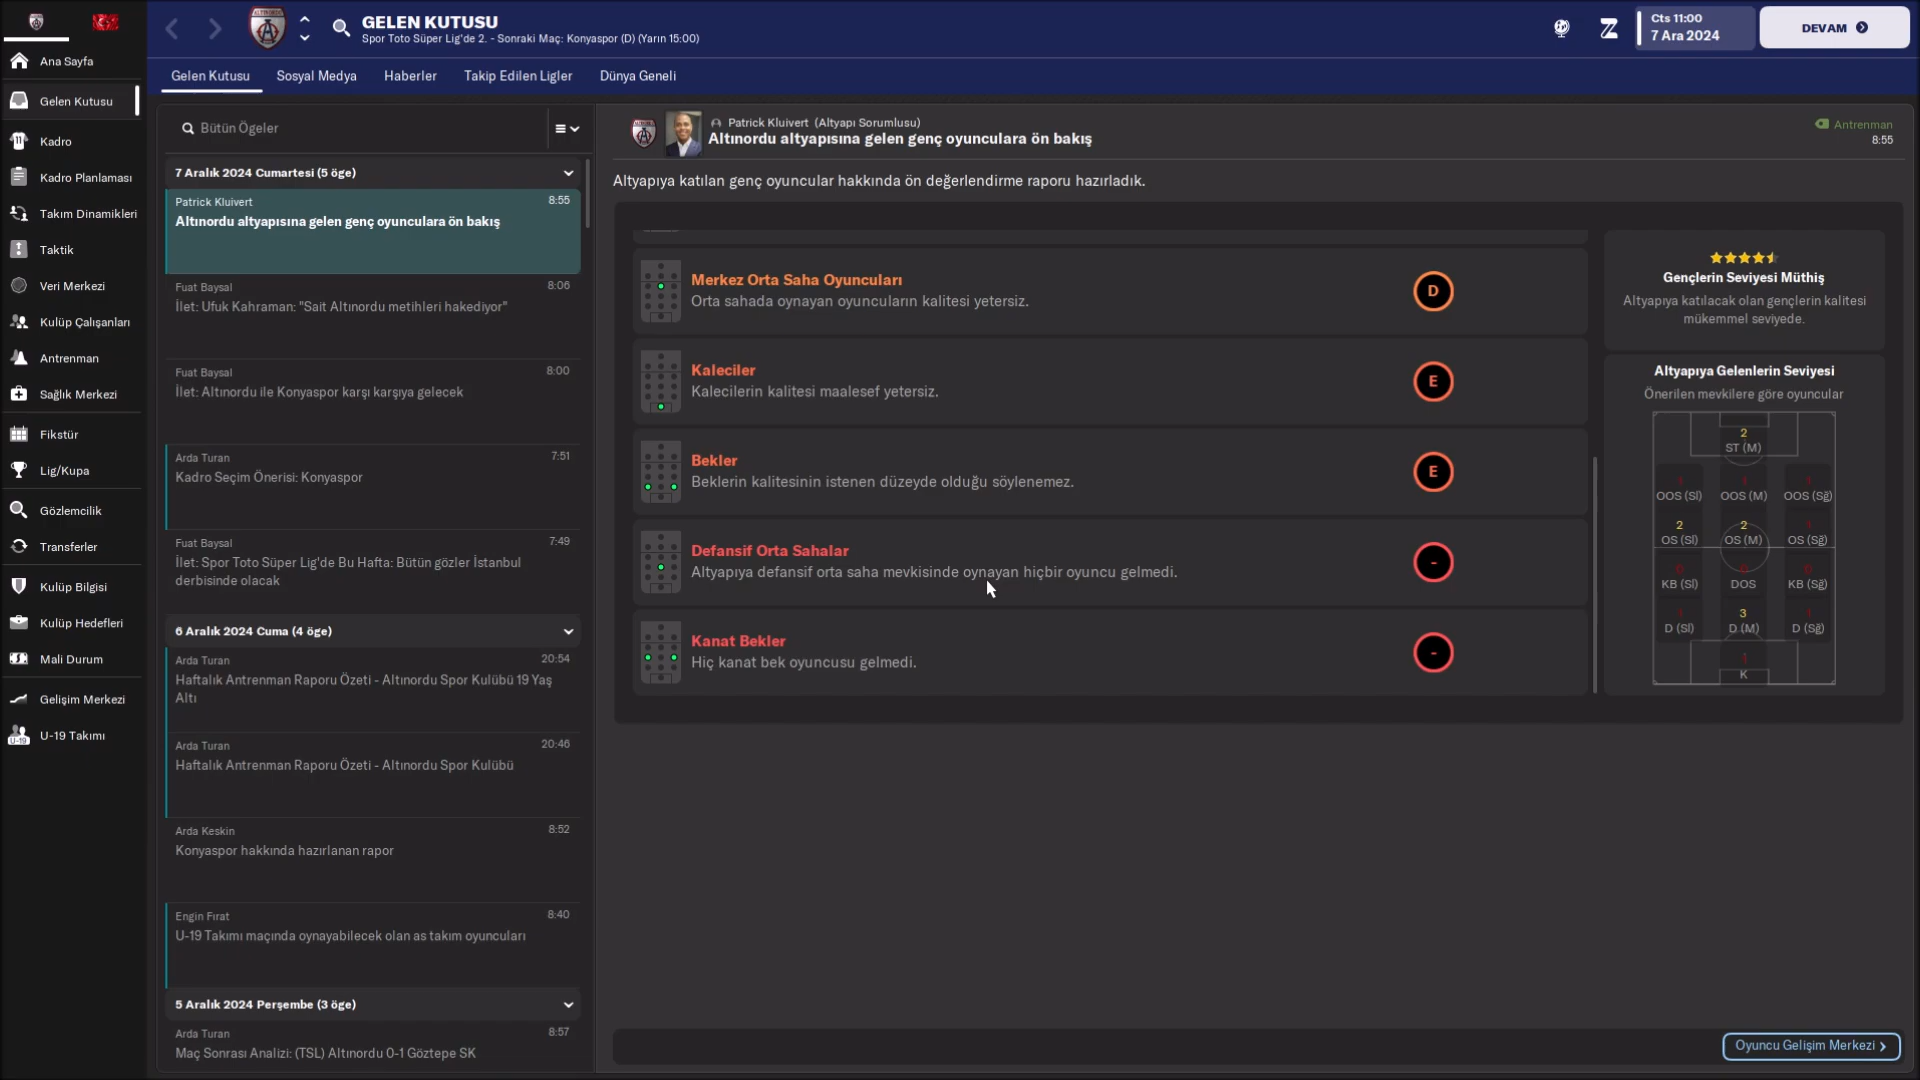 GELEN KUTUSU
Spor Toto Süper Lig'de 2. - Sonraki Maç: Konyaspor (D) (Yarın 15:00)
Cts 11:00
7 Ara 2024
DEVAM
Ana Sayfa
Gelen Kutusu
Kadro
Kadro Planlaması
Takım Dinamikleri
Taktik
Veri Merkezi
Kulüp Çalışanları
Antrenman
Sağlık Merkezi
Fikstür
Lig/Kupa
Gözlemcilik
Transferler
Kulüp Bilgisi
Kulüp Hedefleri
Mali Durum
Gelişim Merkezi
U-19 Takımı
Gelen Kutusu
Sosyal Medya
Haberler
Takip Edilen Ligler
Dünya Geneli
Bütün Ögeler
7 Aralık 2024 Cumartesi (5 öge)
Patrick Kluivert 8:55
Altınordu altyapısına gelen genç oyunculara ön bakış
Fuat Baysal 8:06
İlet: Ufuk Kahraman: "Sait Altınordu metihleri hakediyor"
Fuat Baysal 8:00
İlet: Altınordu ile Konyaspor karşı karşıya gelecek
Arda Turan 7:51
Kadro Seçim Önerisi: Konyaspor
Fuat Baysal 7:49
İlet: Spor Toto Süper Lig'de Bu Hafta: Bütün gözler İstanbul
derbisinde olacak
6 Aralık 2024 Cuma (4 öge)
Arda Turan 20:54
Haftalık Antrenman Raporu Özeti - Altınordu Spor Kulübü 19 Yaş
Altı
Arda Turan 20:46
Haftalık Antrenman Raporu Özeti - Altınordu Spor Kulübü
Arda Keskin 8:52
Konyaspor hakkında hazırlanan rapor
Engin Fırat 8:40
U-19 Takımı maçında oynayabilecek olan as takım oyuncuları
5 Aralık 2024 Perşembe (3 öge)
Arda Turan 8:57
Maç Sonrası Analizi: (TSL) Altınordu 0-1 Göztepe SK
Patrick Kluivert (Altyapı Sorumlusu)
Altınordu altyapısına gelen genç oyunculara ön bakış
Antrenman
8:55
Altyapıya katılan genç oyuncular hakkında ön değerlendirme raporu hazırladık.
Merkez Orta Saha Oyuncuları
Orta sahada oynayan oyuncuların kalitesi yetersiz.
D
Kaleciler
Kalecilerin kalitesi maalesef yetersiz.
E
Bekler
Beklerin kalitesinin istenen düzeyde olduğu söylenemez.
E
Defansif Orta Sahalar
Altyapıya defansif orta saha mevkisinde oynayan hiçbir oyuncu gelmedi.
-
Kanat Bekler
Hiç kanat bek oyuncusu gelmedi.
-
Gençlerin Seviyesi Müthiş
Altyapıya katılacak olan gençlerin kalitesi
mükemmel seviyede.
Altyapıya Gelenlerin Seviyesi
Önerilen mevkilere göre oyuncular
2
ST (M)
1 1 1
OOS (Sl) OOS (M) OOS (Sğ)
2 2 1
OS (Sl) OS (M) OS (Sğ)
0 0 0
KB (Sl) DOS KB (Sğ)
1 3 1
D (Sl) D (M) D (Sğ)
1
K
Oyuncu Gelişim Merkezi